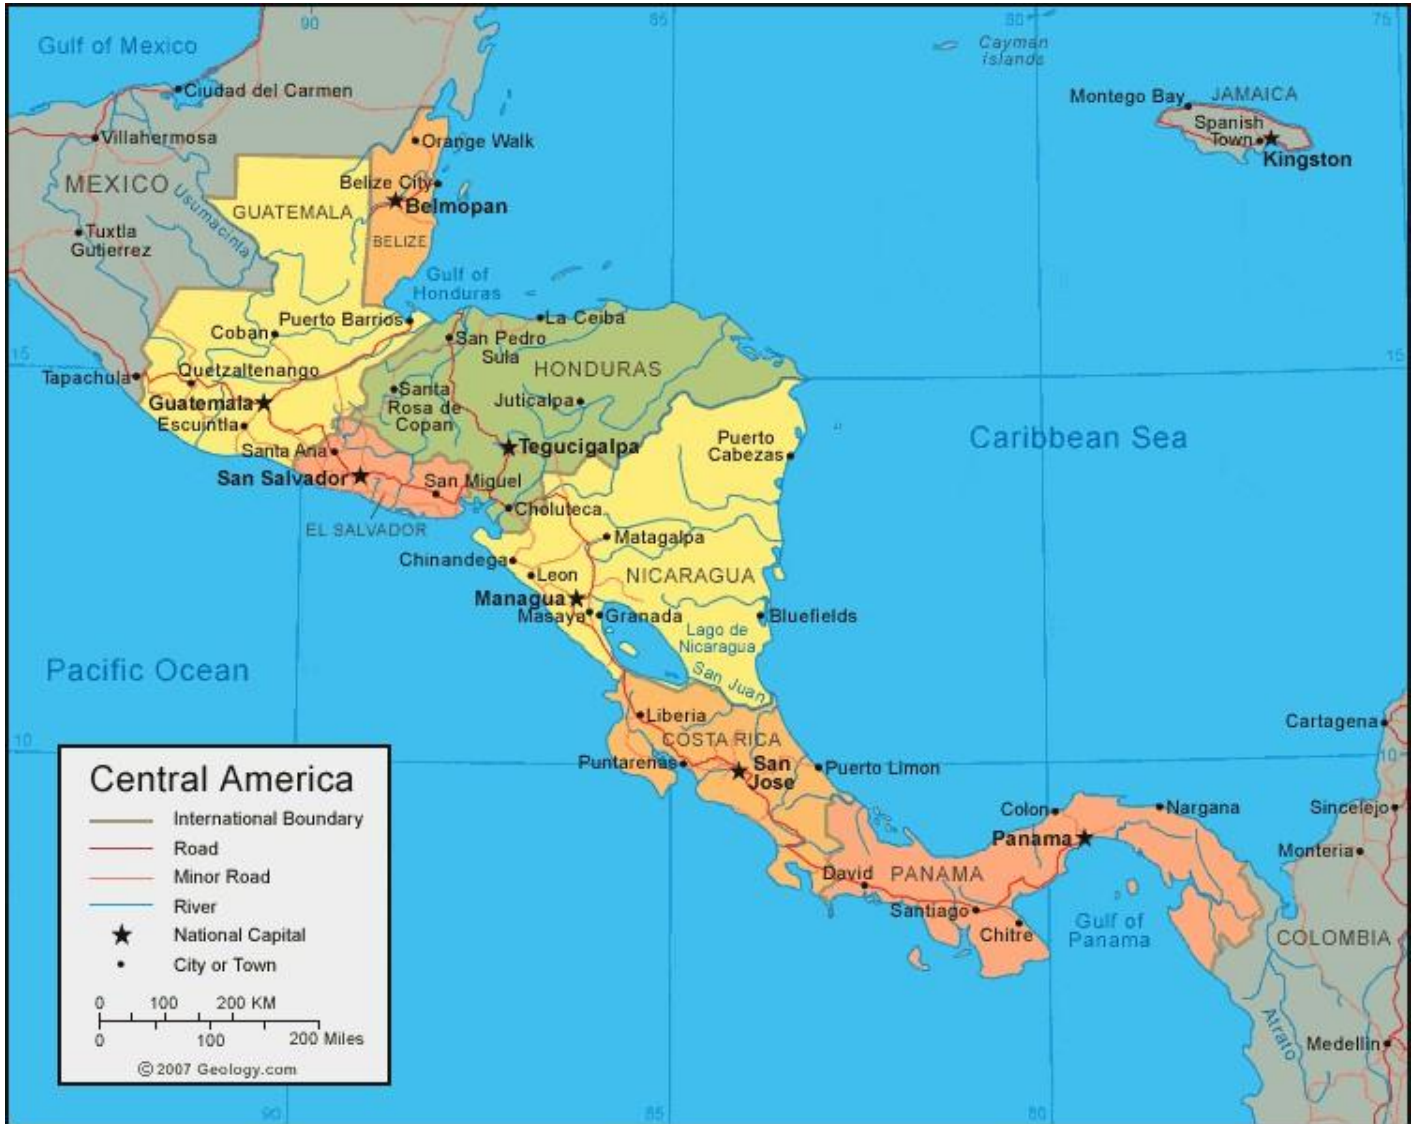 90
85
80
75
Gulf of Mexico
Cayman
islands
Ciudad del Carmen
Montego Bay
JAMAICA
Spanish
Town
Kingston
Villahermosa
Orange Walk
MEXICO
Usumacinta
Belize City
Belmopan
GUATEMALA
BELIZE
Tuxtla
Gutierrez
Gulf of
Honduras
Puerto Barrios
La Ceiba
Coban
San Pedro
Sula
15
15
Tapachula
Quetzaltenango
HONDURAS
Guatemala
Santa
Rosa de
Copan
Juticalpa
Escuintla
Santa Ana
Tegucigalpa
Puerto
Cabezas
Caribbean Sea
San Salvador
San Miguel
Choluteca
EL SALVADOR
Matagalpa
Chinandega
Leon
NICARAGUA
Managua
Masaya
Granada
Bluefields
Lago de
Nicaragua
San Juan
Pacific Ocean
Liberia
COSTA RICA
Cartagena
10
10
Puntarenas
San
Jose
Puerto Limon
Colon
Nargana
Sincelejo
Panama
Monteria
David
PANAMA
Santiago
Chitre
Gulf of
Panama
COLOMBIA
Atrato
Medellin
Central America
International Boundary
Road
Minor Road
River
National Capital
City or Town
0 100 200 KM
0 100 200 Miles
© 2007 Geology.com
90
85
80